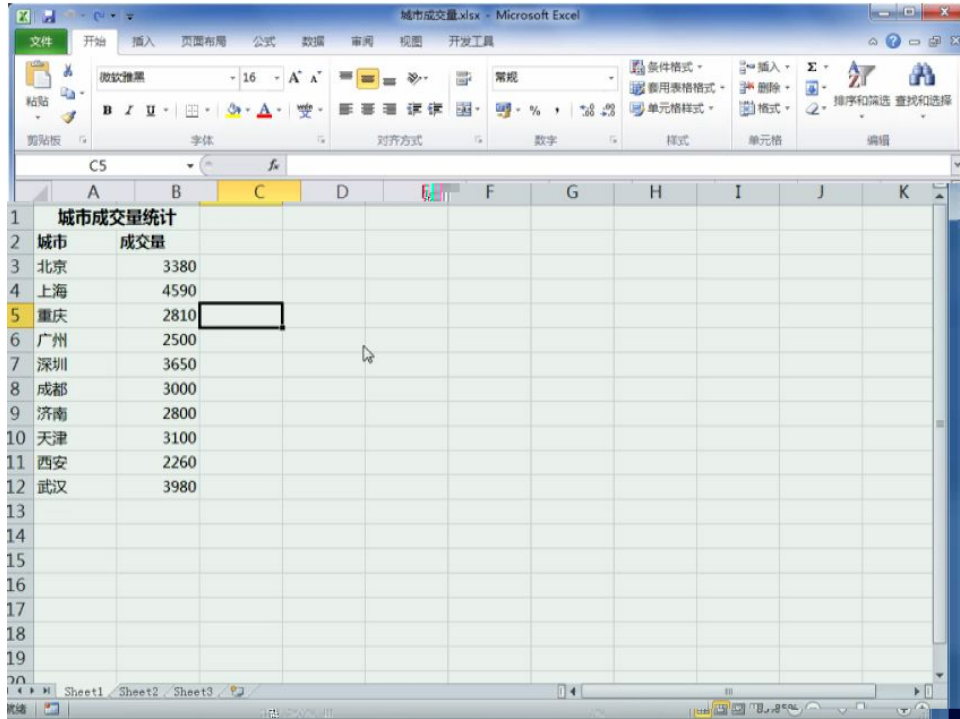 城市成交量.xlsx - Microsoft Excel
文件 开始 插入 页面布局 公式 数据 审阅 视图 开发工具
微软雅黑 16 A A 常规 条件格式 插入 Σ
粘贴 套用表格格式 删除 排序和筛选 查找和选择
B I U A % , 单元格样式 格式
剪贴板 字体 对齐方式 数字 样式 单元格 编辑
C5 fx
A B C D E F G H I J K
1 城市成交量统计
2 城市 成交量
3 北京 3380
4 上海 4590
5 重庆 2810
6 广州 2500
7 深圳 3650
8 成都 3000
9 济南 2800
10 天津 3100
11 西安 2260
12 武汉 3980
13
14
15
16
17
18
19
20
Sheet1 Sheet2 Sheet3
就绪